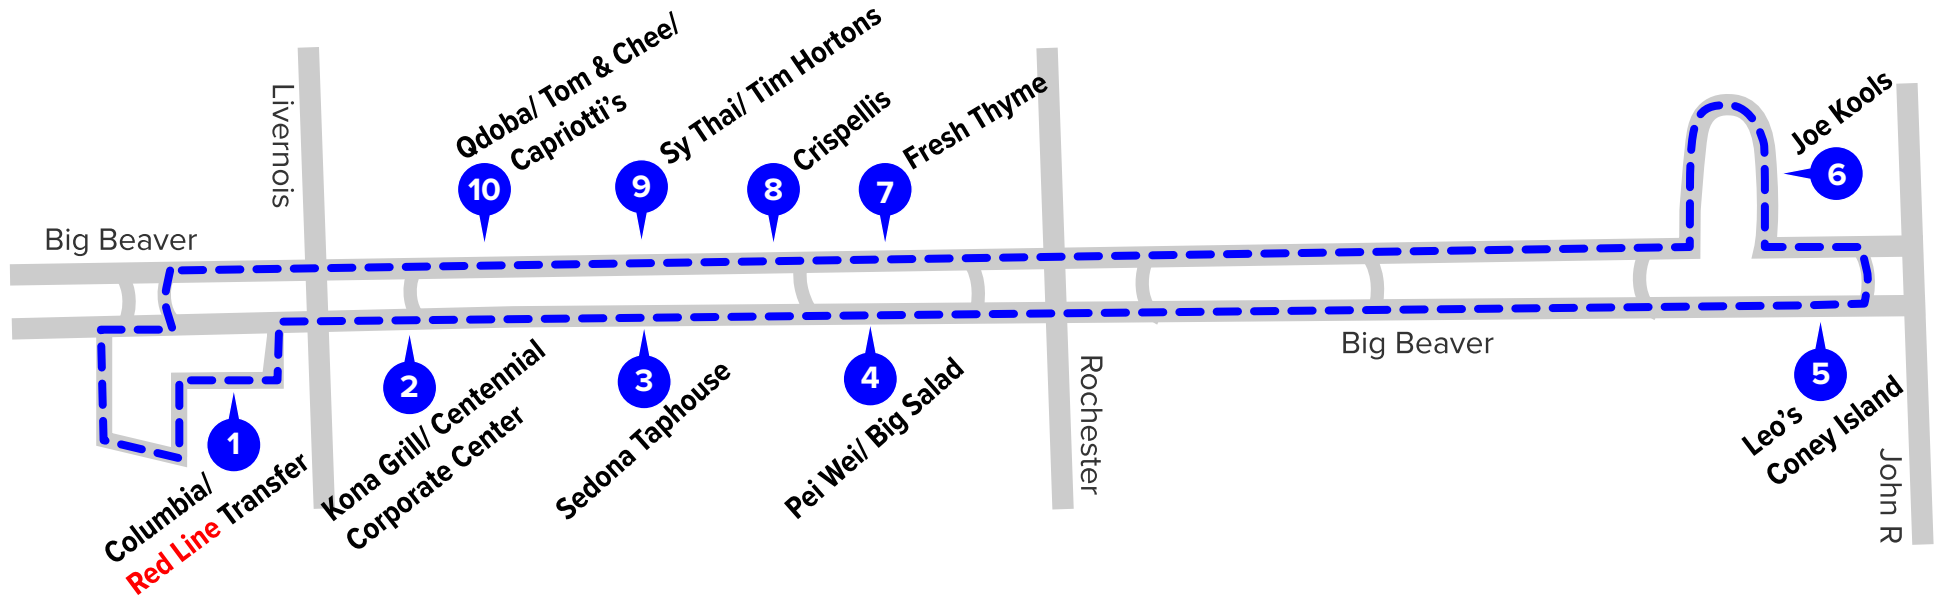 Qdoba/ Tom & Chee/
Capriotti's
Sy Thai/ Tim Hortons
Crispellis
Fresh Thyme
Joe Kools
Livernois
10
9
8
7
6
Big Beaver
Big Beaver
Rochester
John R
1
2
3
4
5
Columbia/
Red Line Transfer
Kona Grill/ Centennial
Corporate Center
Sedona Taphouse
Pei Wei/ Big Salad
Leo's
Coney Island